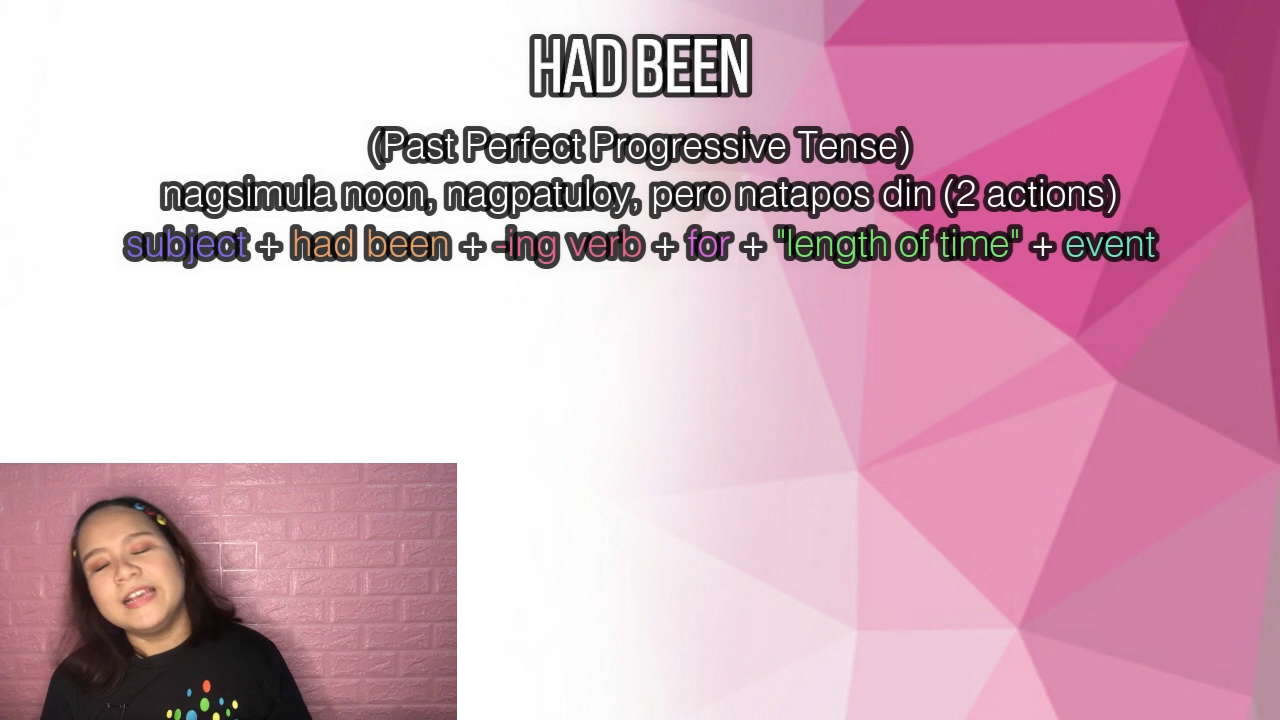 HAD BEEN
(Past Perfect Progressive Tense)
nagsimula noon, nagpatuloy, pero natapos din (2 actions)
subject + had been + -ing verb + for + "length of time" + event